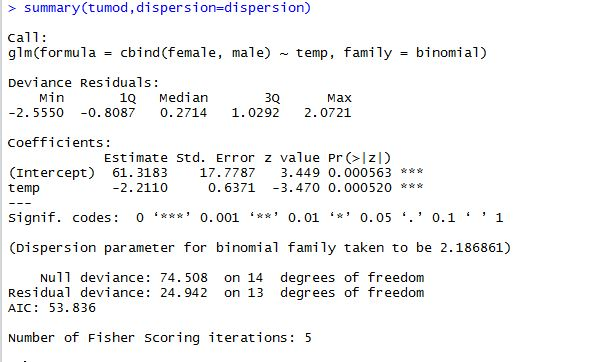 > summary(tumod,dispersion=dispersion)
Call:
glm(formula = cbind(female, male) ~ temp, family = binomial)
Deviance Residuals:
    Min       1Q   Median       3Q      Max
-2.5550  -0.8087   0.2714   1.0292   2.0721
Coefficients:
            Estimate Std. Error z value Pr(>|z|)
(Intercept)  61.3183    17.7787   3.449 0.000563 ***
temp         -2.2110     0.6371  -3.470 0.000520 ***
---
Signif. codes:  0 ‘***’ 0.001 ‘**’ 0.01 ‘*’ 0.05 ‘.’ 0.1 ‘ ’ 1
(Dispersion parameter for binomial family taken to be 2.186861)
    Null deviance: 74.508  on 14  degrees of freedom
Residual deviance: 24.942  on 13  degrees of freedom
AIC: 53.836
Number of Fisher Scoring iterations: 5